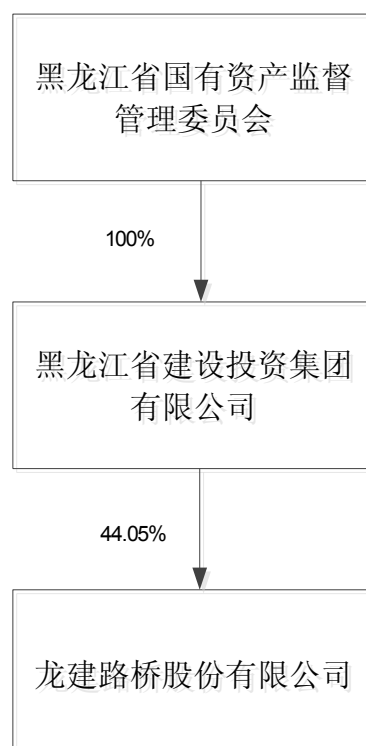 黑龙江省国有资产监督
管理委员会
100%
黑龙江省建设投资集团
有限公司
44.05%
龙建路桥股份有限公司